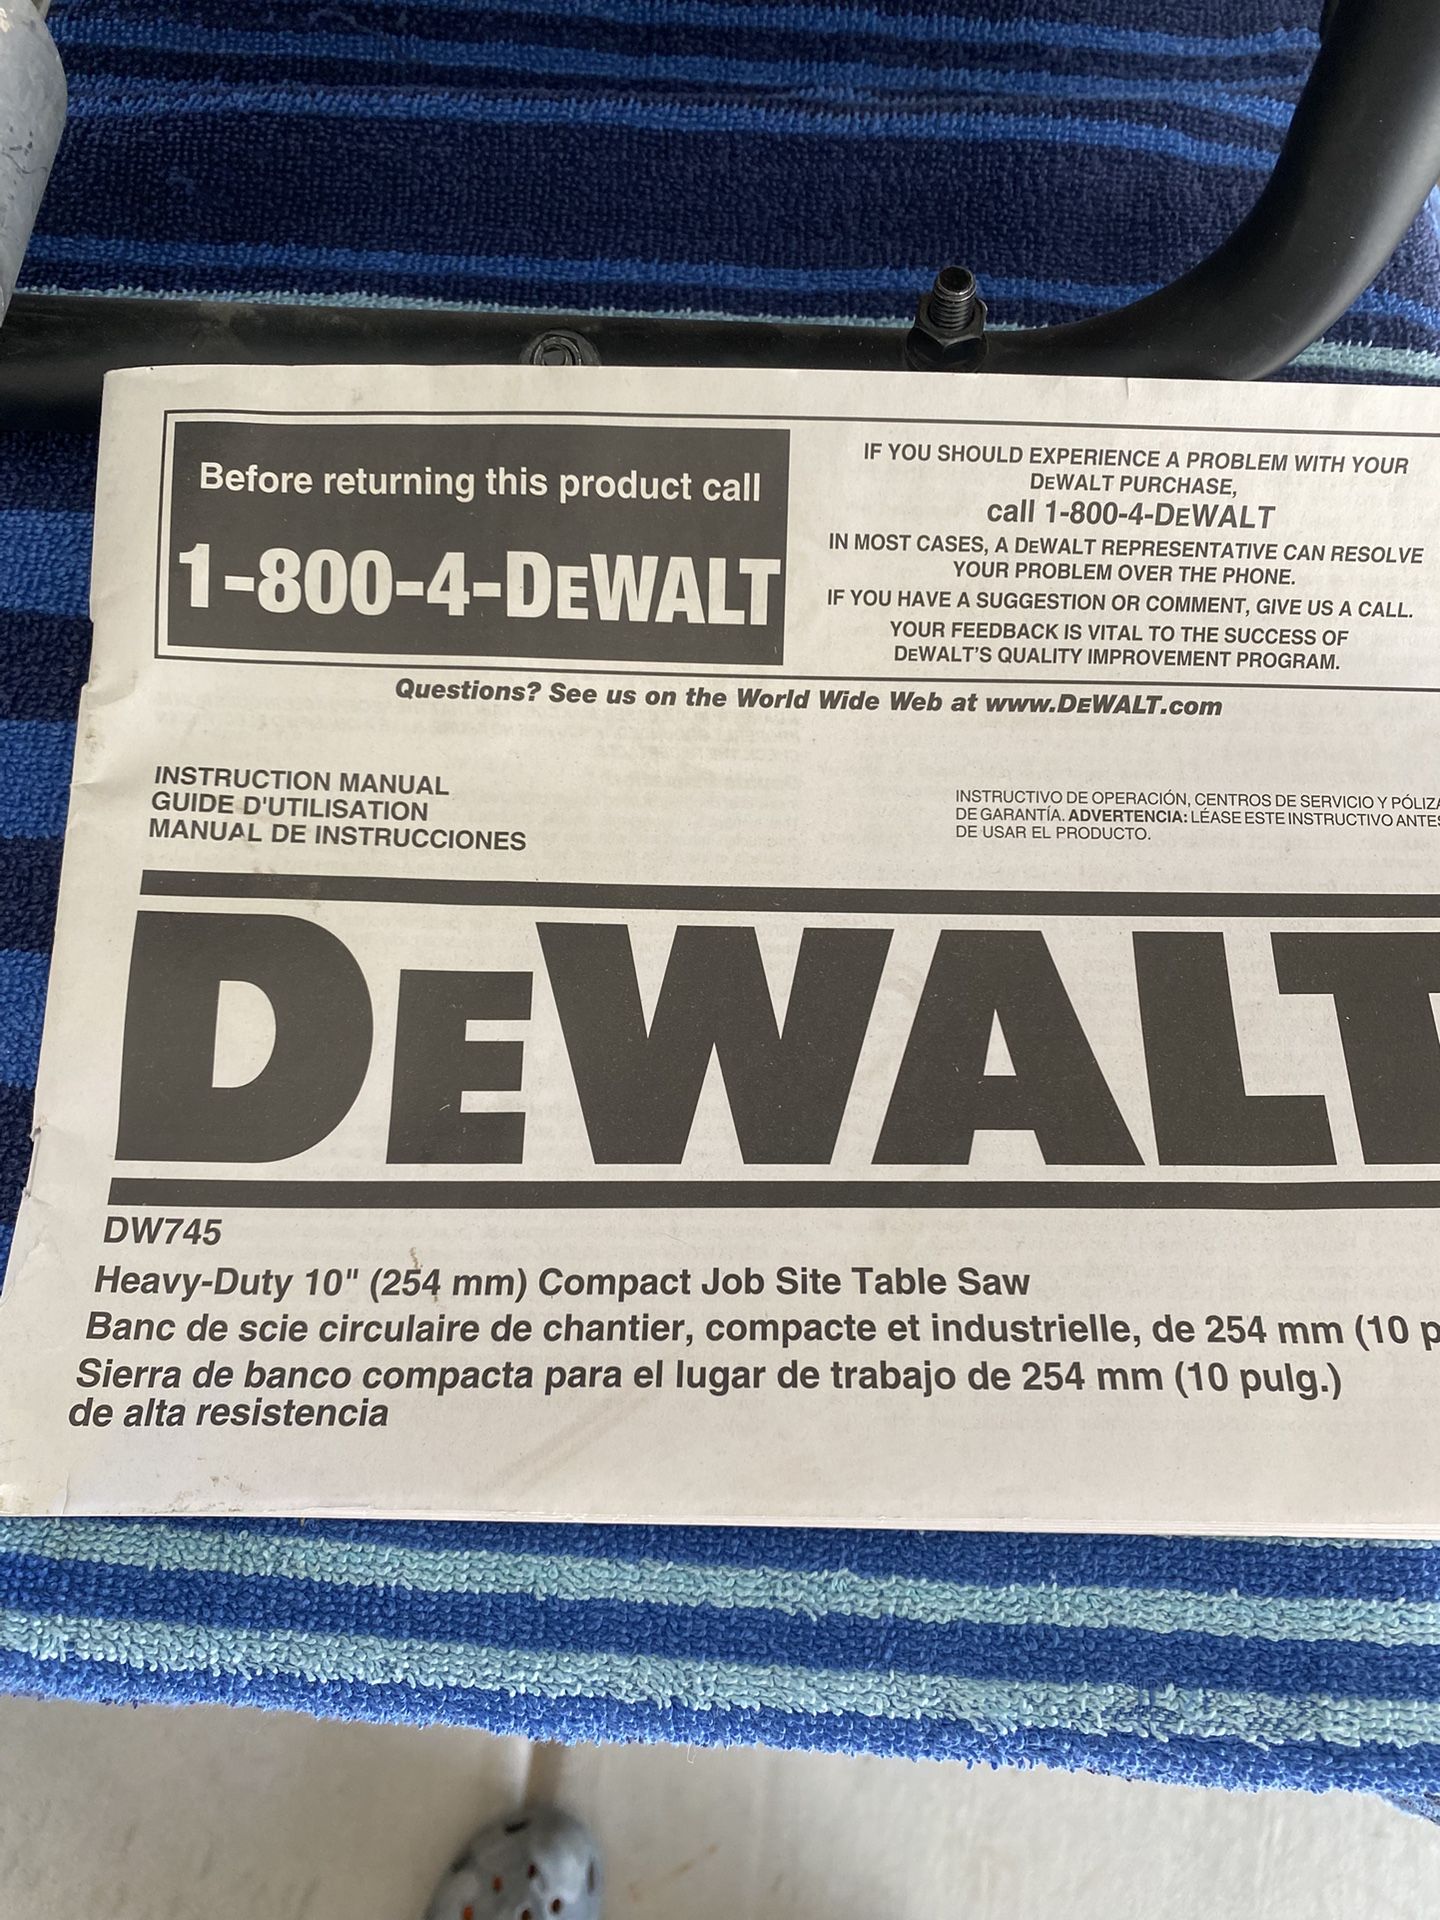 Before returning this product call
1-800-4-DEWALT
IF YOU SHOULD EXPERIENCE A PROBLEM WITH YOUR
DEWALT PURCHASE,
call 1-800-4-DEWALT
IN MOST CASES, A DEWALT REPRESENTATIVE CAN RESOLVE
YOUR PROBLEM OVER THE PHONE.
IF YOU HAVE A SUGGESTION OR COMMENT, GIVE US A CALL.
YOUR FEEDBACK IS VITAL TO THE SUCCESS OF
DEWALT'S QUALITY IMPROVEMENT PROGRAM.
Questions? See us on the World Wide Web at www.DEWALT.com
INSTRUCTION MANUAL
GUIDE D'UTILISATION
MANUAL DE INSTRUCCIONES
INSTRUCTIVO DE OPERACIÓN, CENTROS DE SERVICIO Y PÓLIZA
DE GARANTÍA. ADVERTENCIA: LÉASE ESTE INSTRUCTIVO ANTES
DE USAR EL PRODUCTO.
DEWALT
DW745
Heavy-Duty 10" (254 mm) Compact Job Site Table Saw
Banc de scie circulaire de chantier, compacte et industrielle, de 254 mm (10 p
Sierra de banco compacta para el lugar de trabajo de 254 mm (10 pulg.)
de alta resistencia